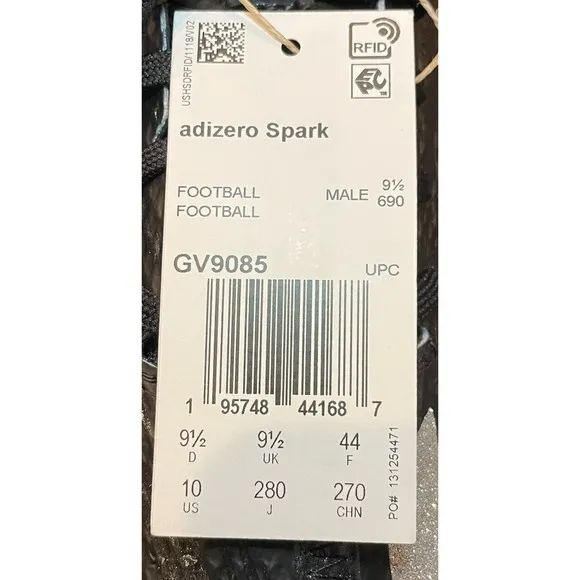 USHSDRFID/1118/V02
RFID
EPC™
adizero Spark
FOOTBALL MALE 9½
FOOTBALL 690
GV9085 UPC
1 95748 44168 7
9½ 9½ 44
D UK F
10 280 270
US J CHN
PO# 131254471